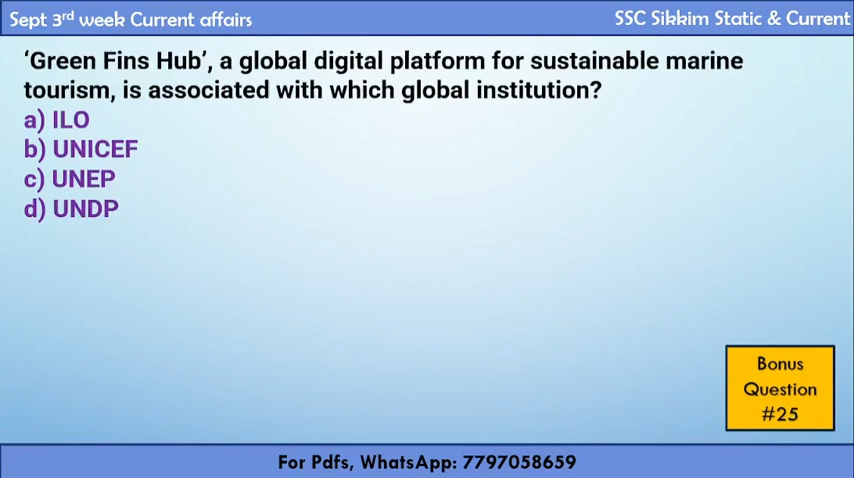 Sept 3rd week Current affairs
SSC Sikkim Static & Current
‘Green Fins Hub’, a global digital platform for sustainable marine
tourism, is associated with which global institution?
a) ILO
b) UNICEF
c) UNEP
d) UNDP
Bonus
Question
#25
For Pdfs, WhatsApp: 7797058659